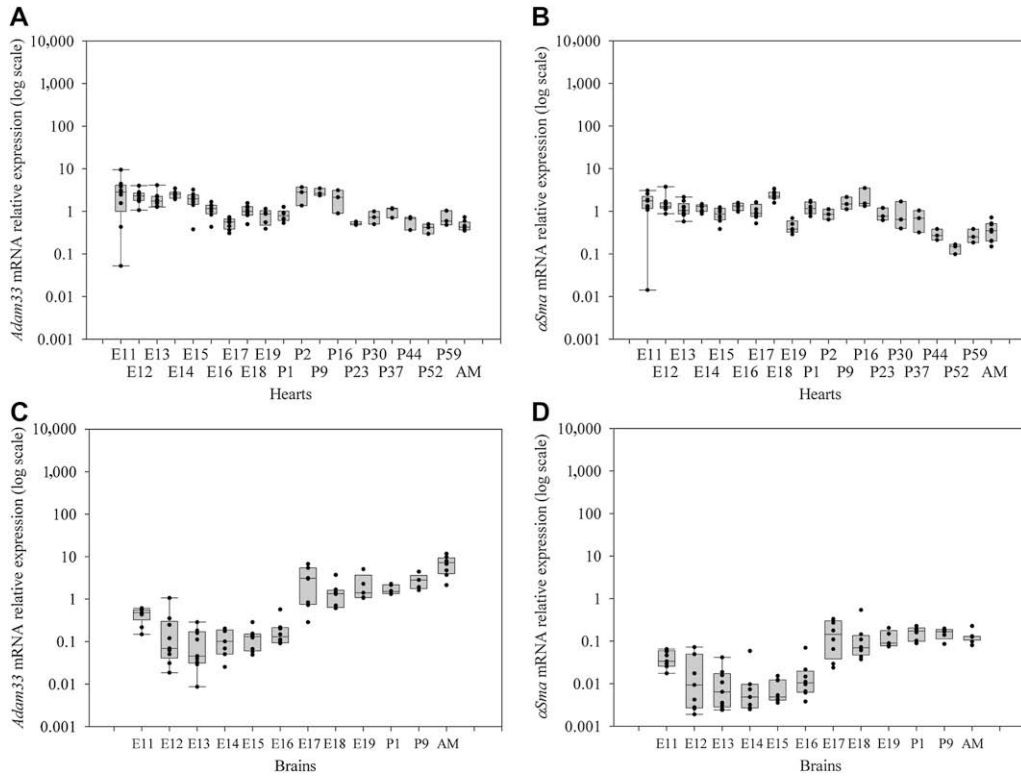 A
Adam33 mRNA relative expression (log scale)
10,000
1,000
100
10
1
0.1
0.01
0.001
E11 E13 E15 E17 E19 P2 P16 P30 P44 P59
E12 E14 E16 E18 P1 P9 P23 P37 P52 AM
Hearts
B
αSma mRNA relative expression (log scale)
10,000
1,000
100
10
1
0.1
0.01
0.001
E11 E13 E15 E17 E19 P2 P16 P30 P44 P59
E12 E14 E16 E18 P1 P9 P23 P37 P52 AM
Hearts
C
Adam33 mRNA relative expression (log scale)
10,000
1,000
100
10
1
0.1
0.01
0.001
E11 E12 E13 E14 E15 E16 E17 E18 E19 P1 P9 AM
Brains
D
αSma mRNA relative expression (log scale)
10,000
1,000
100
10
1
0.1
0.01
0.001
E11 E12 E13 E14 E15 E16 E17 E18 E19 P1 P9 AM
Brains